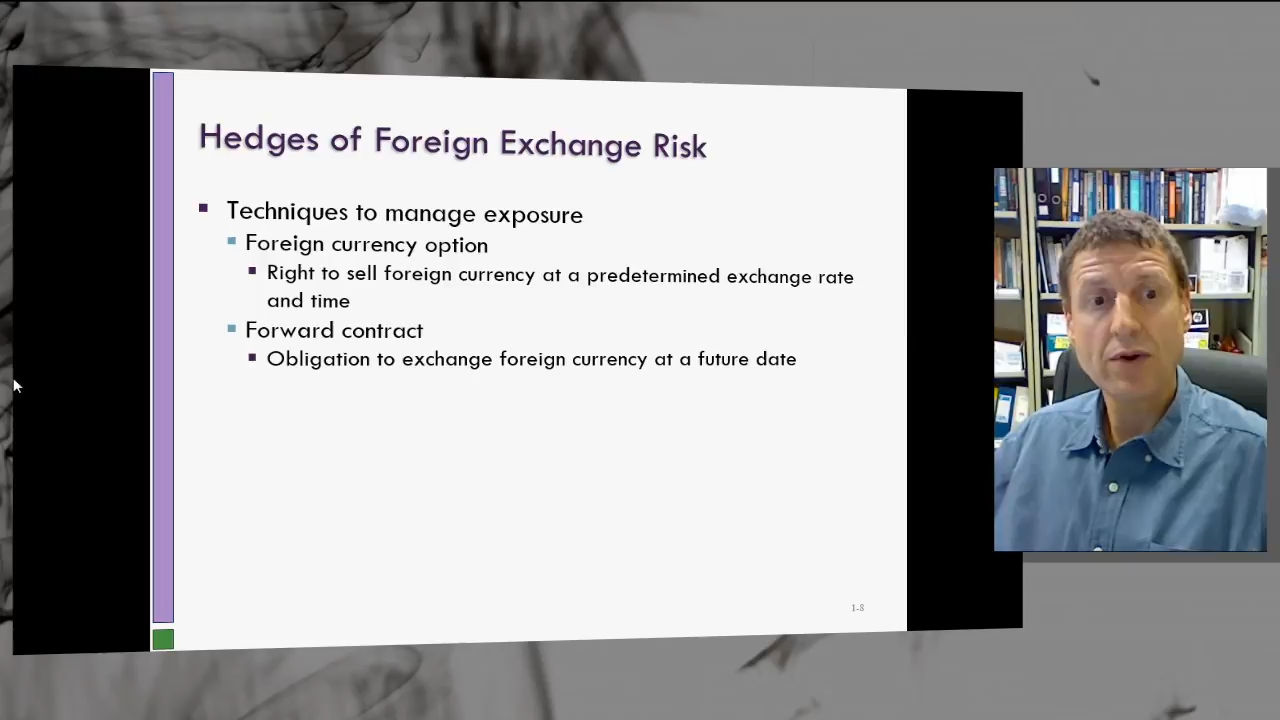 Hedges of Foreign Exchange Risk
Techniques to manage exposure
Foreign currency option
Right to sell foreign currency at a predetermined exchange rate
and time
Forward contract
Obligation to exchange foreign currency at a future date
1-8